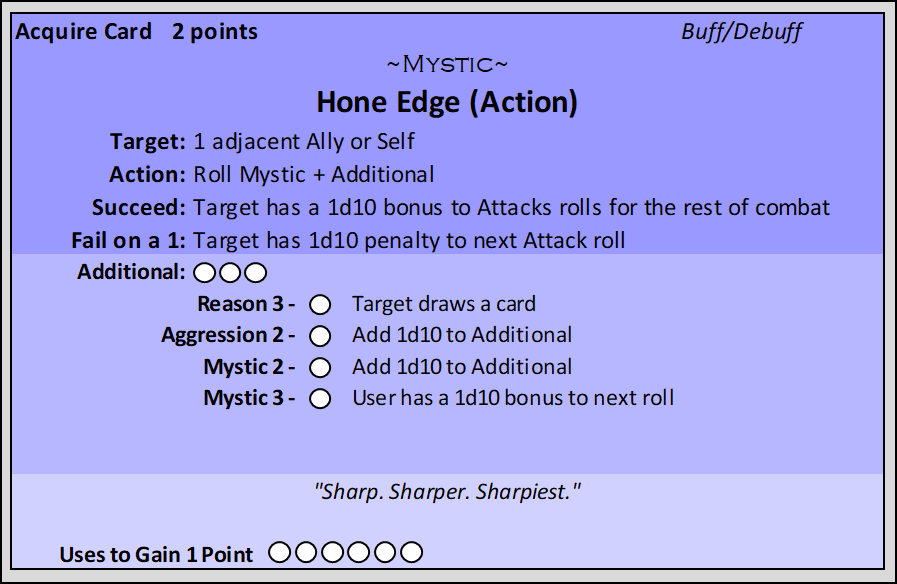 Acquire Card 2 points Buff/Debuff
~Mystic~
Hone Edge (Action)
Target: 1 adjacent Ally or Self
Action: Roll Mystic + Additional
Succeed: Target has a 1d10 bonus to Attacks rolls for the rest of combat
Fail on a 1: Target has 1d10 penalty to next Attack roll
Additional:
Reason 3 - Target draws a card
Aggression 2 - Add 1d10 to Additional
Mystic 2 - Add 1d10 to Additional
Mystic 3 - User has a 1d10 bonus to next roll
"Sharp. Sharper. Sharpiest."
Uses to Gain 1 Point